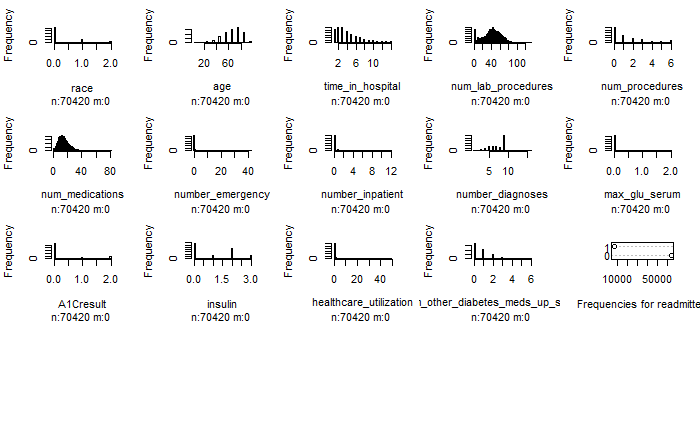 Frequency
0
0.0 1.0 2.0
race
n:70420 m:0
Frequency
0
20 60
age
n:70420 m:0
Frequency
0
2 6 10
time_in_hospital
n:70420 m:0
Frequency
0
0 40 100
num_lab_procedures
n:70420 m:0
Frequency
0
0 2 4 6
num_procedures
n:70420 m:0
Frequency
0
0 40 80
num_medications
n:70420 m:0
Frequency
0
0 20 40
number_emergency
n:70420 m:0
Frequency
0
0 4 8 12
number_inpatient
n:70420 m:0
Frequency
0
5 10
number_diagnoses
n:70420 m:0
Frequency
0
0.0 1.0 2.0
max_glu_serum
n:70420 m:0
Frequency
0
0.0 1.0 2.0
A1Cresult
n:70420 m:0
Frequency
0
0.0 1.5 3.0
insulin
n:70420 m:0
Frequency
0
0 20 40
healthcare_utilization
n:70420 m:0
Frequency
0
0 2 4 6
_other_diabetes_meds_up_s
n:70420 m:0
1
0
10000 50000
Frequencies for readmitte